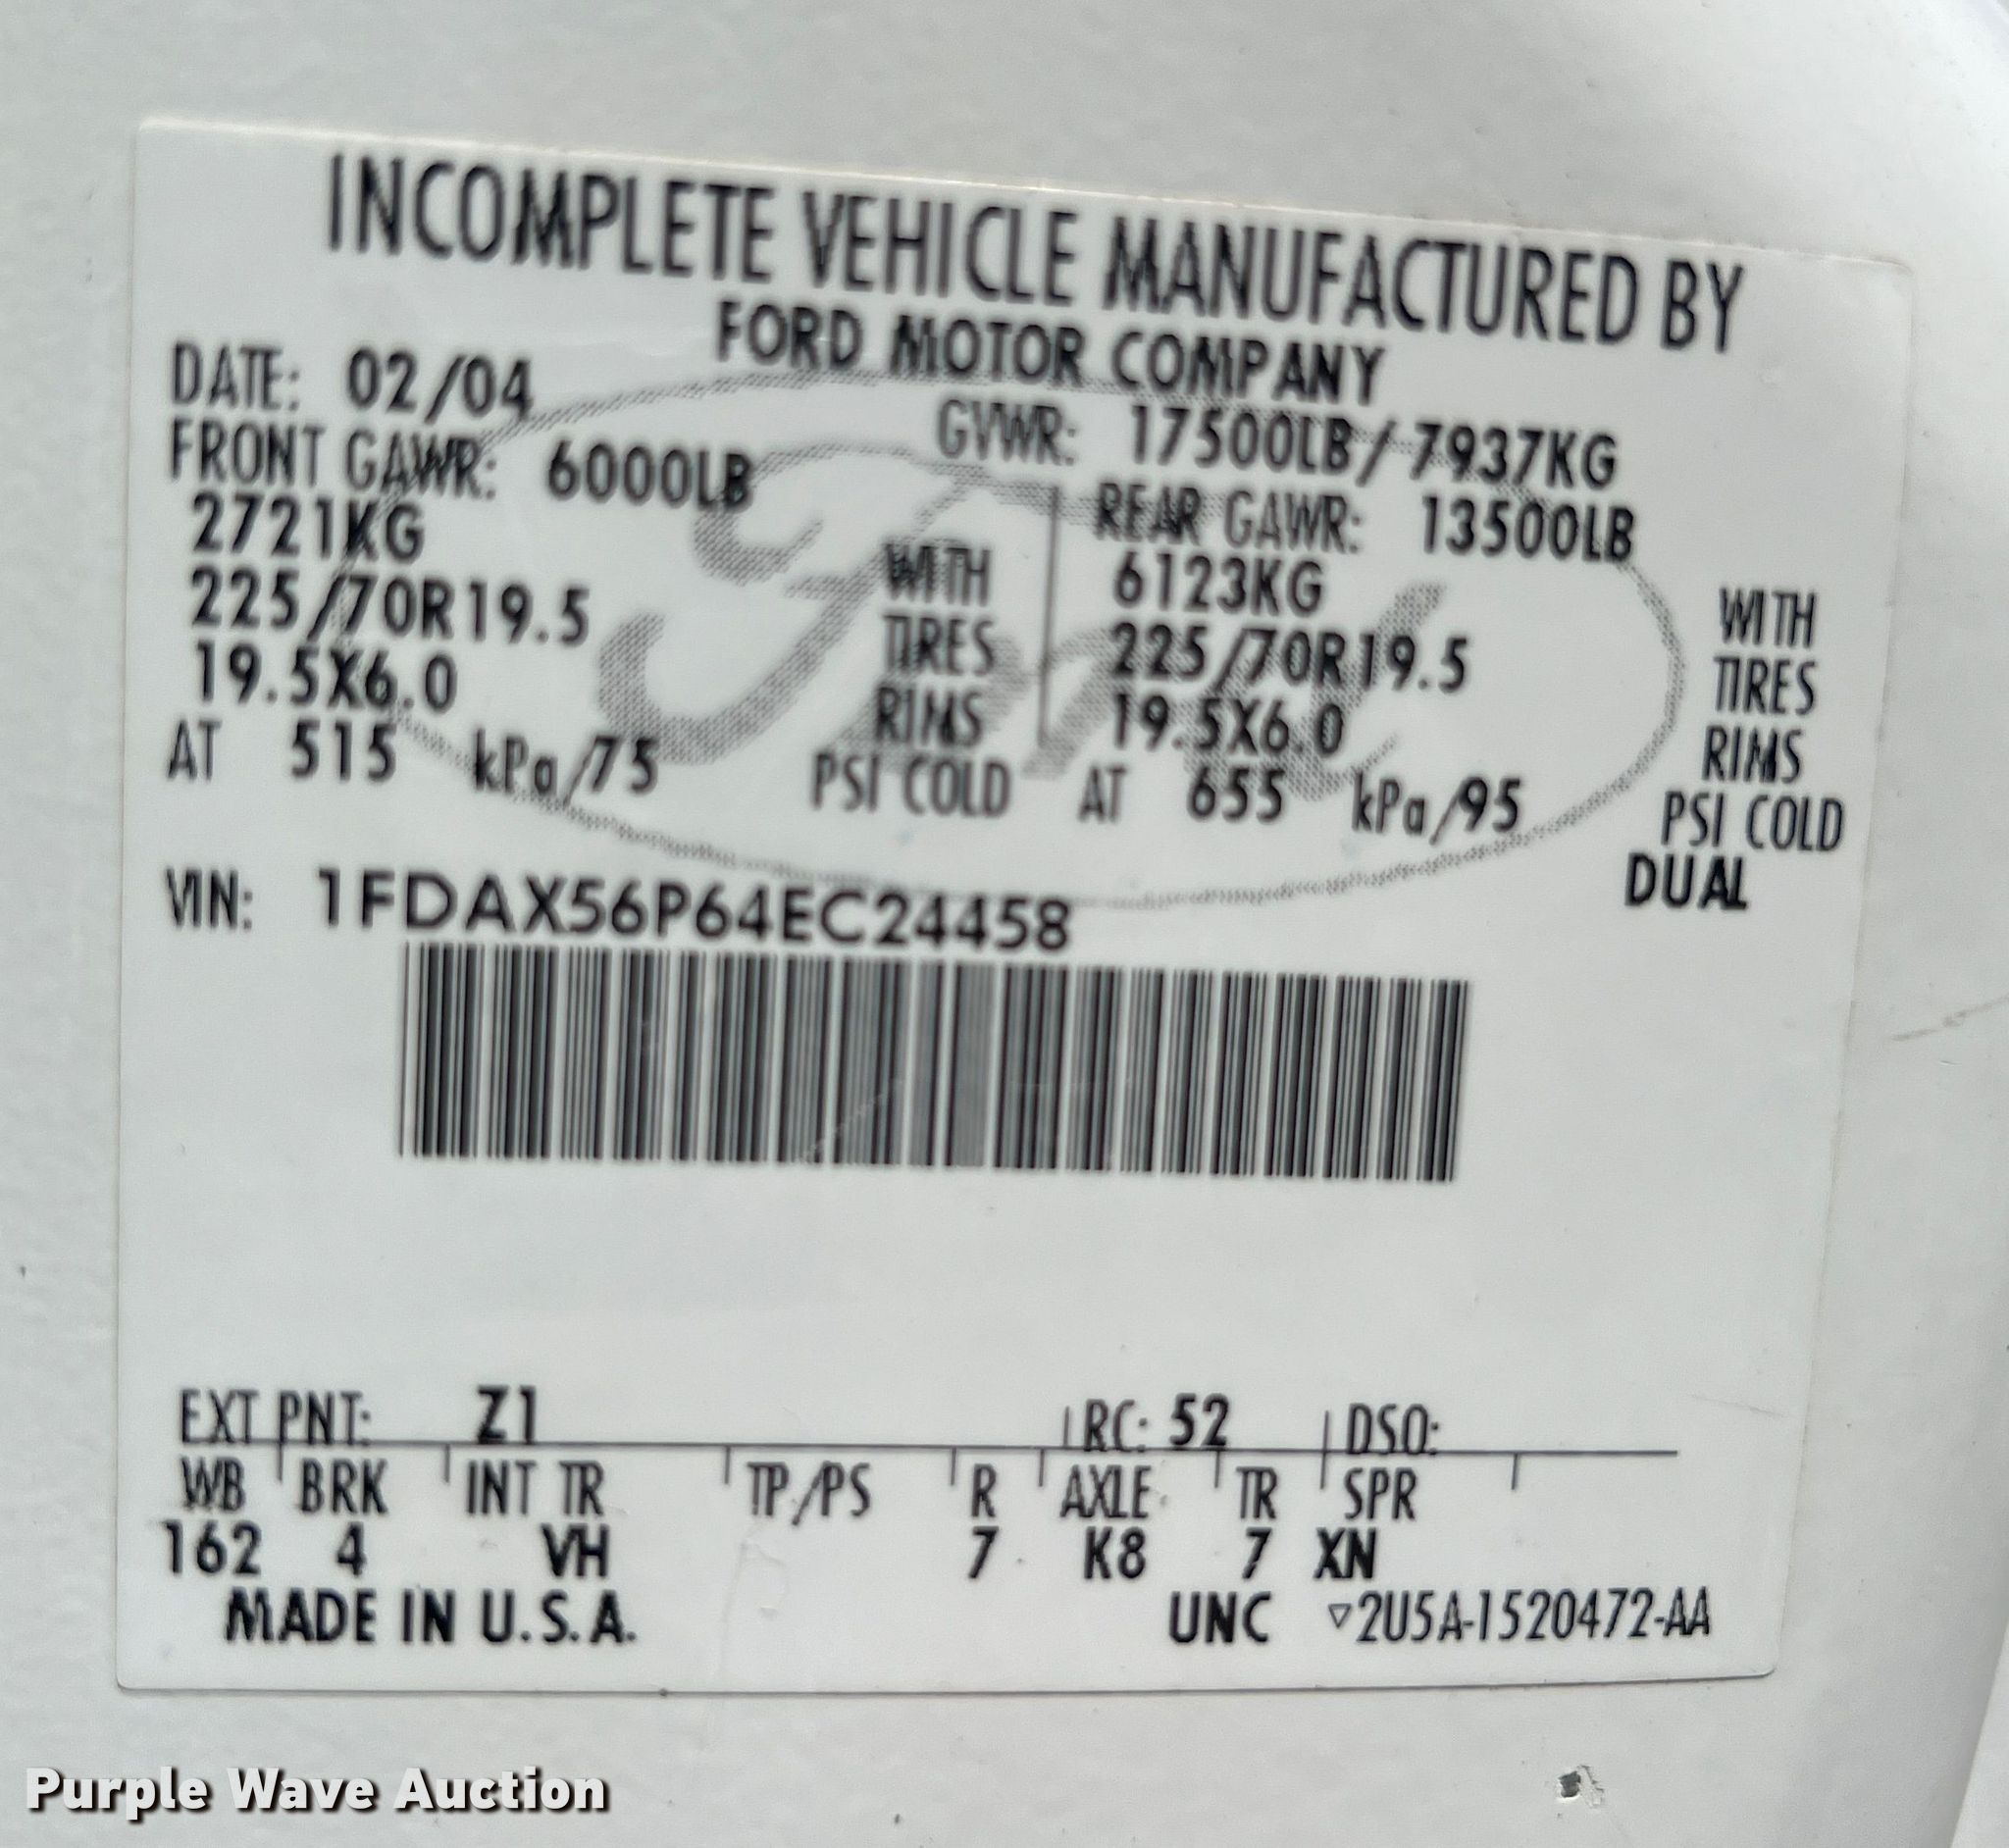 INCOMPLETE VEHICLE MANUFACTURED BY
FORD MOTOR COMPANY
DATE: 02/04
GVWR: 17500LB/7937KG
FRONT GAWR: 6000LB
2721KG WITH
225/70R19.5 TIRES
19.5X6.0 RIMS
AT 515 kPa/75 PSI COLD
REAR GAWR: 13500LB
6123KG WITH
225/70R19.5 TIRES
19.5X6.0 RIMS
AT 655 kPa/95 PSI COLD
DUAL
VIN: 1FDAX56P64EC24458
EXT PNT: Z1 RC: 52 DSO:
WB BRK INT TR TP/PS R AXLE TR SPR
162 4 VH 7 K8 7 XN
MADE IN U.S.A. UNC ▽2U5A-1520472-AA
Purple Wave Auction